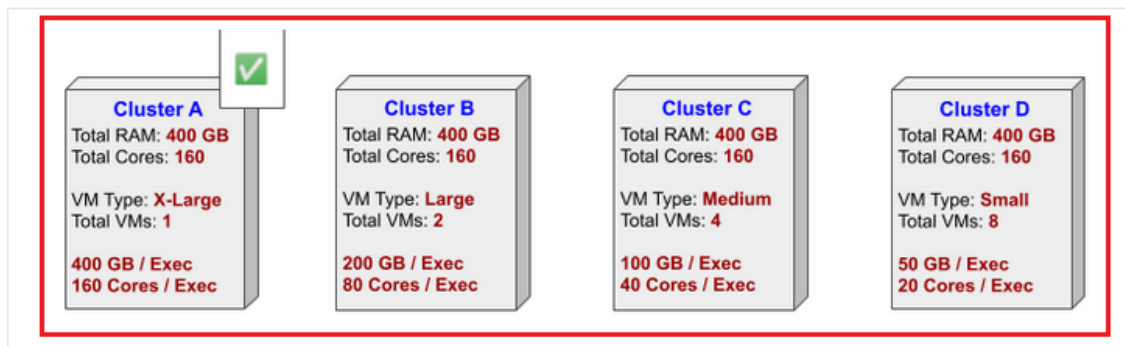 Cluster A
Total RAM: 400 GB
Total Cores: 160
VM Type: X-Large
Total VMs: 1
400 GB / Exec
160 Cores / Exec
Cluster B
Total RAM: 400 GB
Total Cores: 160
VM Type: Large
Total VMs: 2
200 GB / Exec
80 Cores / Exec
Cluster C
Total RAM: 400 GB
Total Cores: 160
VM Type: Medium
Total VMs: 4
100 GB / Exec
40 Cores / Exec
Cluster D
Total RAM: 400 GB
Total Cores: 160
VM Type: Small
Total VMs: 8
50 GB / Exec
20 Cores / Exec